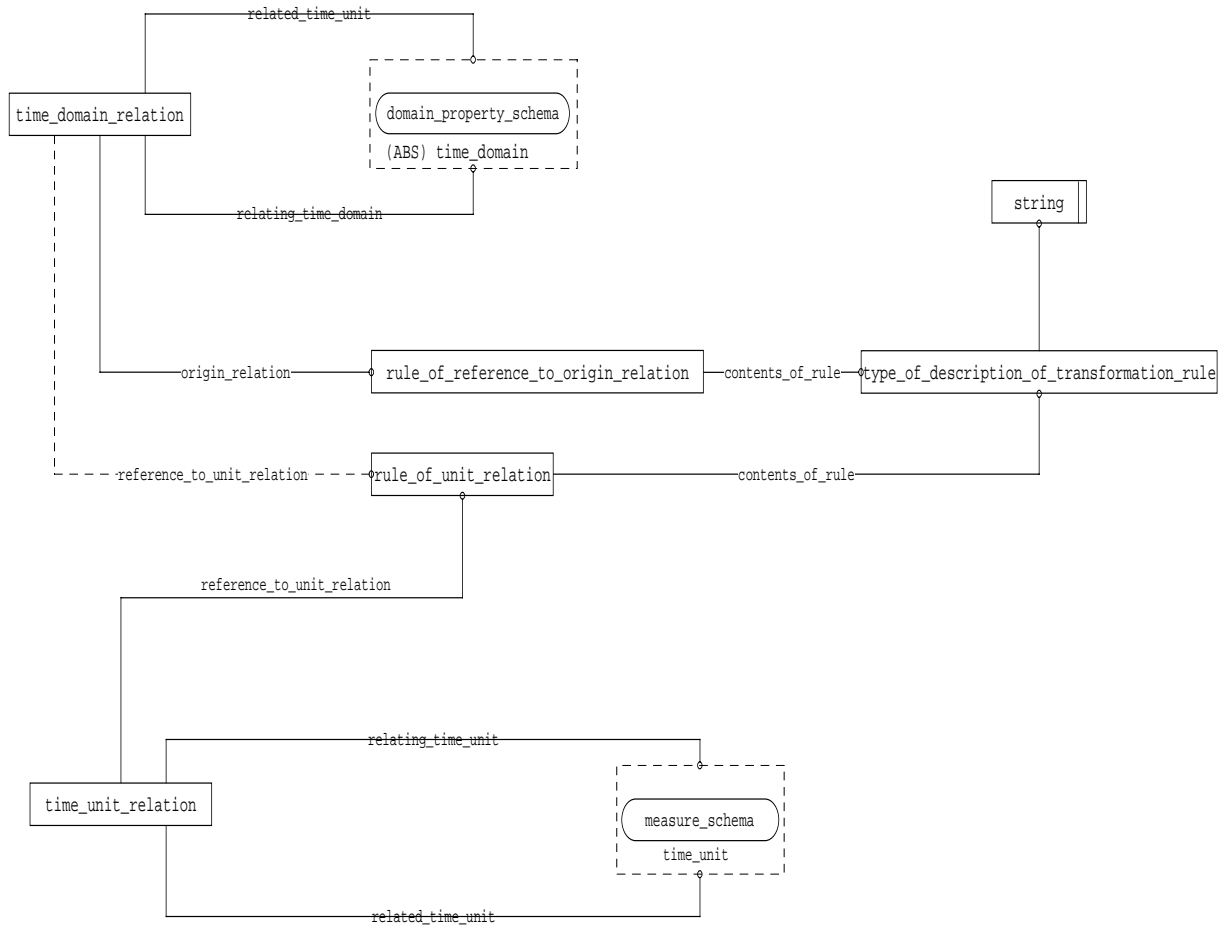 related_time_unit
time_domain_relation
domain_property_schema
(ABS) time_domain
relating_time_domain
string
origin_relation
rule_of_reference_to_origin_relation
contents_of_rule
type_of_description_of_transformation_rule
reference_to_unit_relation
rule_of_unit_relation
contents_of_rule
reference_to_unit_relation
relating_time_unit
time_unit_relation
measure_schema
time_unit
related_time_unit